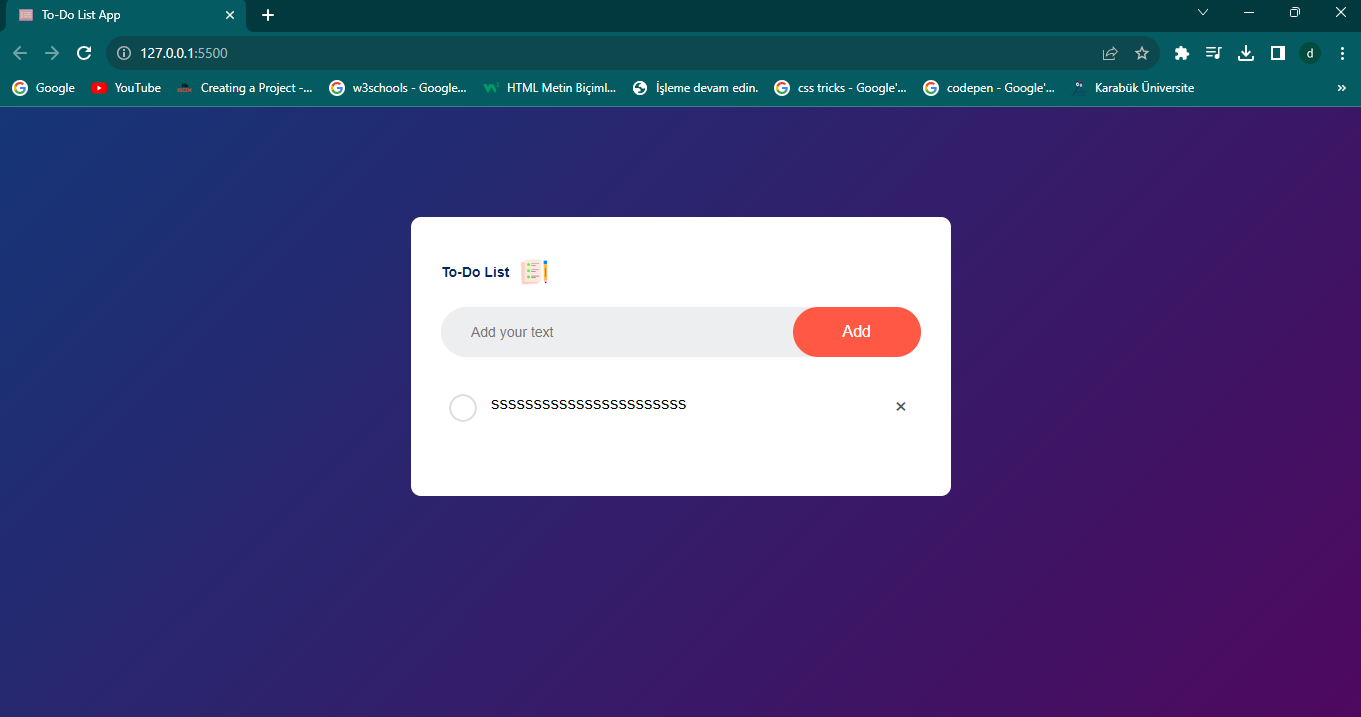 To-Do List App
127.0.0.1:5500
d
Google
YouTube
Creating a Project -...
w3schools - Google...
HTML Metin Biçiml...
İşleme devam edin.
css tricks - Google'...
codepen - Google'...
Karabük Üniversite
To-Do List
Add your text
Add
SSSSSSSSSSSSSSSSSSSSSSS